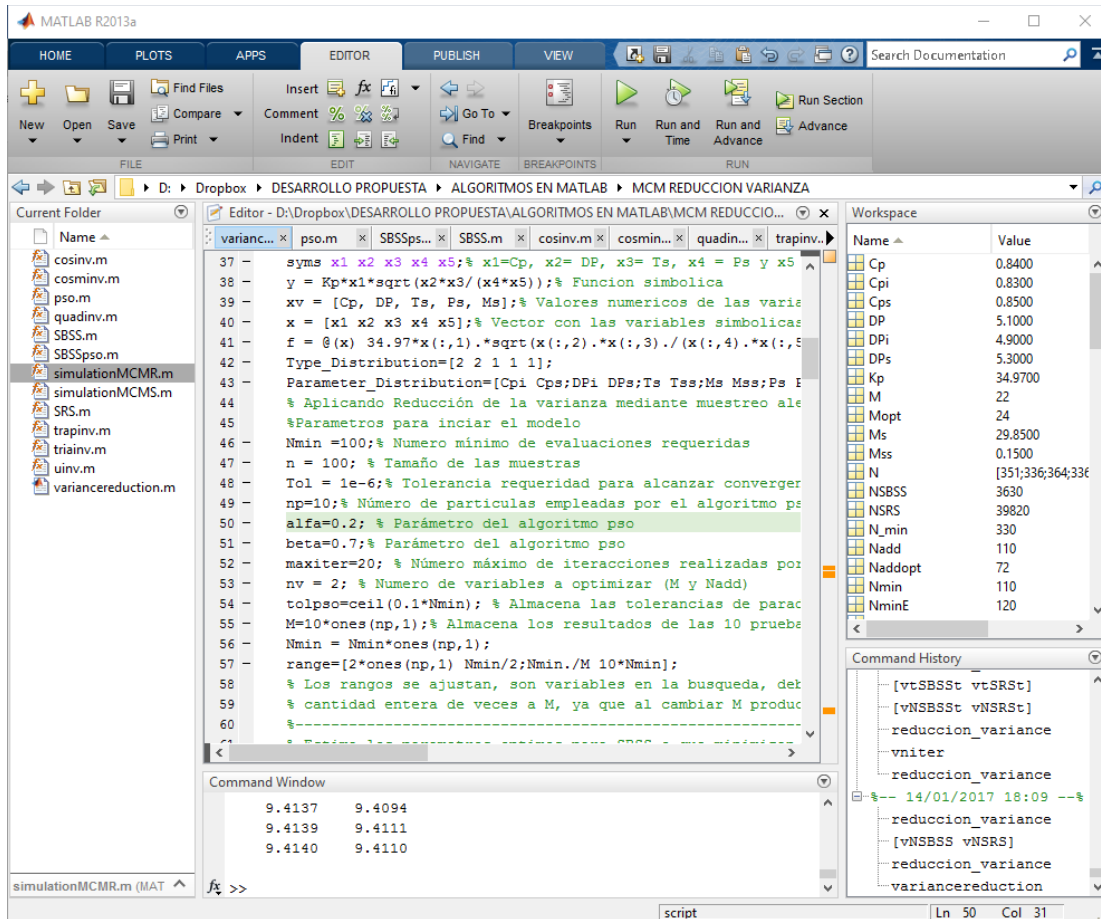 MATLAB R2013a
HOME PLOTS APPS EDITOR PUBLISH VIEW Search Documentation
New Open Save Find Files Compare Print
FILE
Insert fx
Comment
Indent
EDIT
Go To
Find
NAVIGATE
Breakpoints
BREAKPOINTS
Run Run and Time Run and Advance Run Section Advance
RUN
D: Dropbox DESARROLLO PROPUESTA ALGORITMOS EN MATLAB MCM REDUCCION VARIANZA
Current Folder
Name
cosinv.m
cosminv.m
pso.m
quadinv.m
SBSS.m
SBSSpso.m
simulationMCMR.m
simulationMCMS.m
SRS.m
trapinv.m
triainv.m
uinv.m
variancereduction.m
simulationMCMR.m (MAT
Editor - D:\Dropbox\DESARROLLO PROPUESTA\ALGORITMOS EN MATLAB\MCM REDUCCIO...
varianc... pso.m SBSSps... SBSS.m cosinv.m cosmin... quadin... trapinv..
37 – syms x1 x2 x3 x4 x5;% x1=Cp, x2= DP, x3= Ts, x4 = Ps y x5
38 – y = Kp*x1*sqrt(x2*x3/(x4*x5));% Funcion simbolica
39 – xv = [Cp, DP, Ts, Ps, Ms];% Valores numericos de las varia
40 – x = [x1 x2 x3 x4 x5];% Vector con las variables simbolicas
41 – f = @(x) 34.97*x(:,1).*sqrt(x(:,2).*x(:,3)./(x(:,4).*x(:,5
42 – Type_Distribution=[2 2 1 1 1];
43 – Parameter_Distribution=[Cpi Cps;DPi DPs;Ts Tss;Ms Mss;Ps P
44 % Aplicando Reducción de la varianza mediante muestreo ale
45 %Parametros para inciar el modelo
46 – Nmin =100;% Numero mínimo de evaluaciones requeridas
47 – n = 100; % Tamaño de las muestras
48 – Tol = 1e-6;% Tolerancia requeridad para alcanzar convergen
49 – np=10;% Número de particulas empleadas por el algoritmo ps
50 – alfa=0.2; % Parámetro del algoritmo pso
51 – beta=0.7;% Parámetro del algoritmo pso
52 – maxiter=20; % Número máximo de iteracciones realizadas por
53 – nv = 2; % Numero de variables a optimizar (M y Nadd)
54 – tolpso=ceil(0.1*Nmin); % Almacena las tolerancias de parad
55 – M=10*ones(np,1);% Almacena los resultados de las 10 prueba
56 – Nmin = Nmin*ones(np,1);
57 – range=[2*ones(np,1) Nmin/2;Nmin./M 10*Nmin];
58 % Los rangos se ajustan, son variables en la busqueda, deb
59 % cantidad entera de veces a M, ya que al cambiar M produc
60 %----------------------------------------------------------
Command Window
9.4137 9.4094
9.4139 9.4111
9.4140 9.4110
fx >>
Workspace
Name Value
Cp 0.8400
Cpi 0.8300
Cps 0.8500
DP 5.1000
DPi 4.9000
DPs 5.3000
Kp 34.9700
M 22
Mopt 24
Ms 29.8500
Mss 0.1500
N [351;336;364;336
NSBSS 3630
NSRS 39820
N_min 330
Nadd 110
Naddopt 72
Nmin 110
NminE 120
Command History
[vtSBSSt vtSRSt]
[vNSBSSt vNSRSt]
reduccion_variance
vniter
reduccion_variance
%-- 14/01/2017 18:09 --%
reduccion_variance
[vNSBSS vNSRS]
reduccion_variance
variancereduction
script Ln 50 Col 31